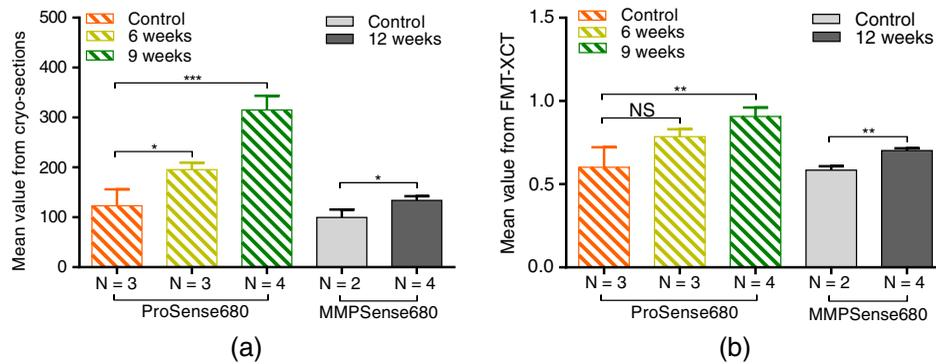 Mean value from cryo-sections
500
400
300
200
100
0
Control
6 weeks
9 weeks
Control
12 weeks
***
*
*
N = 3 N = 3 N = 4 N = 2 N = 4
ProSense680 MMPSense680
(a)
Mean value from FMT-XCT
1.5
1.0
0.5
0.0
Control
6 weeks
9 weeks
Control
12 weeks
**
NS
**
N = 3 N = 3 N = 4 N = 2 N = 4
ProSense680 MMPSense680
(b)